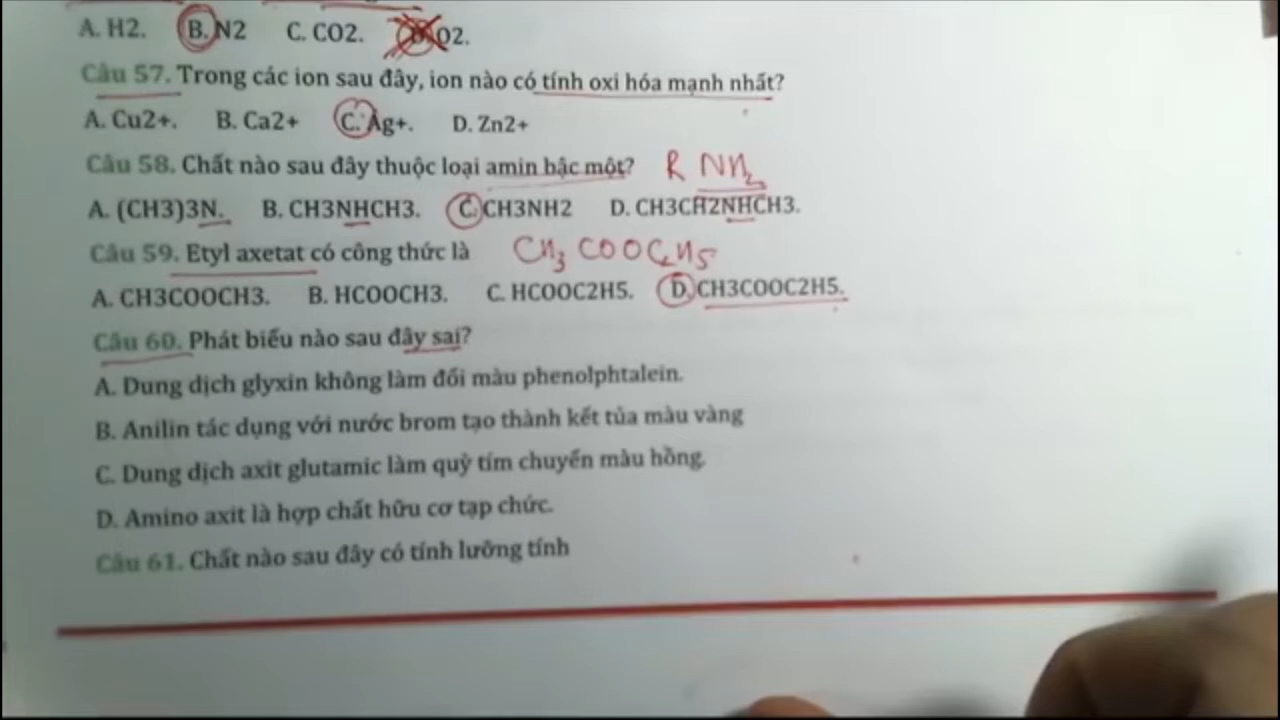 A. H2. B. N2 C. CO2. O2.
Câu 57. Trong các ion sau đây, ion nào có tính oxi hóa mạnh nhất?
A. Cu2+. B. Ca2+ C. Ag+. D. Zn2+
Câu 58. Chất nào sau đây thuộc loại amin bậc một? R NH2
A. (CH3)3N. B. CH3NHCH3. C. CH3NH2 D. CH3CH2NHCH3.
Câu 59. Etyl axetat có công thức là CH3COOC2H5
A. CH3COOCH3. B. HCOOCH3. C. HCOOC2H5. D. CH3COOC2H5.
Câu 60. Phát biểu nào sau đây sai?
A. Dung dịch glyxin không làm đổi màu phenolphtalein.
B. Anilin tác dụng với nước brom tạo thành kết tủa màu vàng
C. Dung dịch axit glutamic làm quỳ tím chuyển màu hồng.
D. Amino axit là hợp chất hữu cơ tạp chức.
Câu 61. Chất nào sau đây có tính lưỡng tính